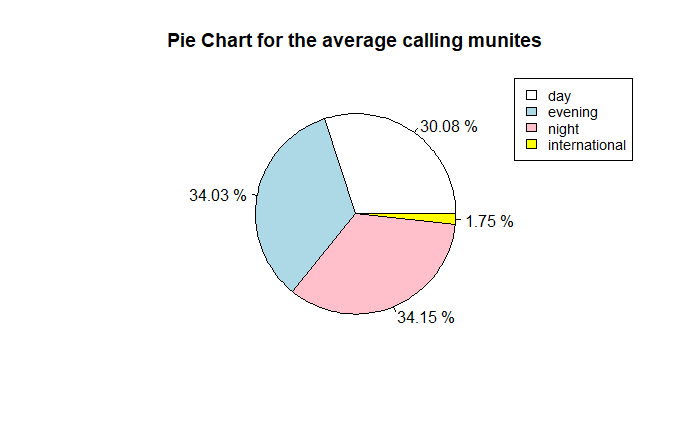 Pie Chart for the average calling munites
day
evening
night
international
30.08 %
34.03 %
1.75 %
34.15 %